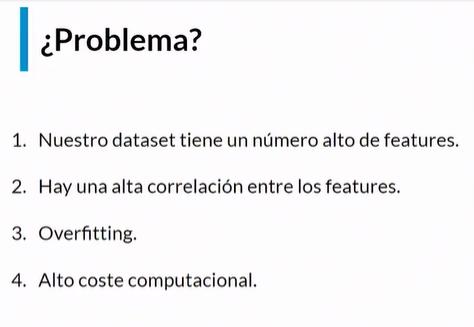 ¿Problema?
1. Nuestro dataset tiene un número alto de features.
2. Hay una alta correlación entre los features.
3. Overfitting.
4. Alto coste computacional.